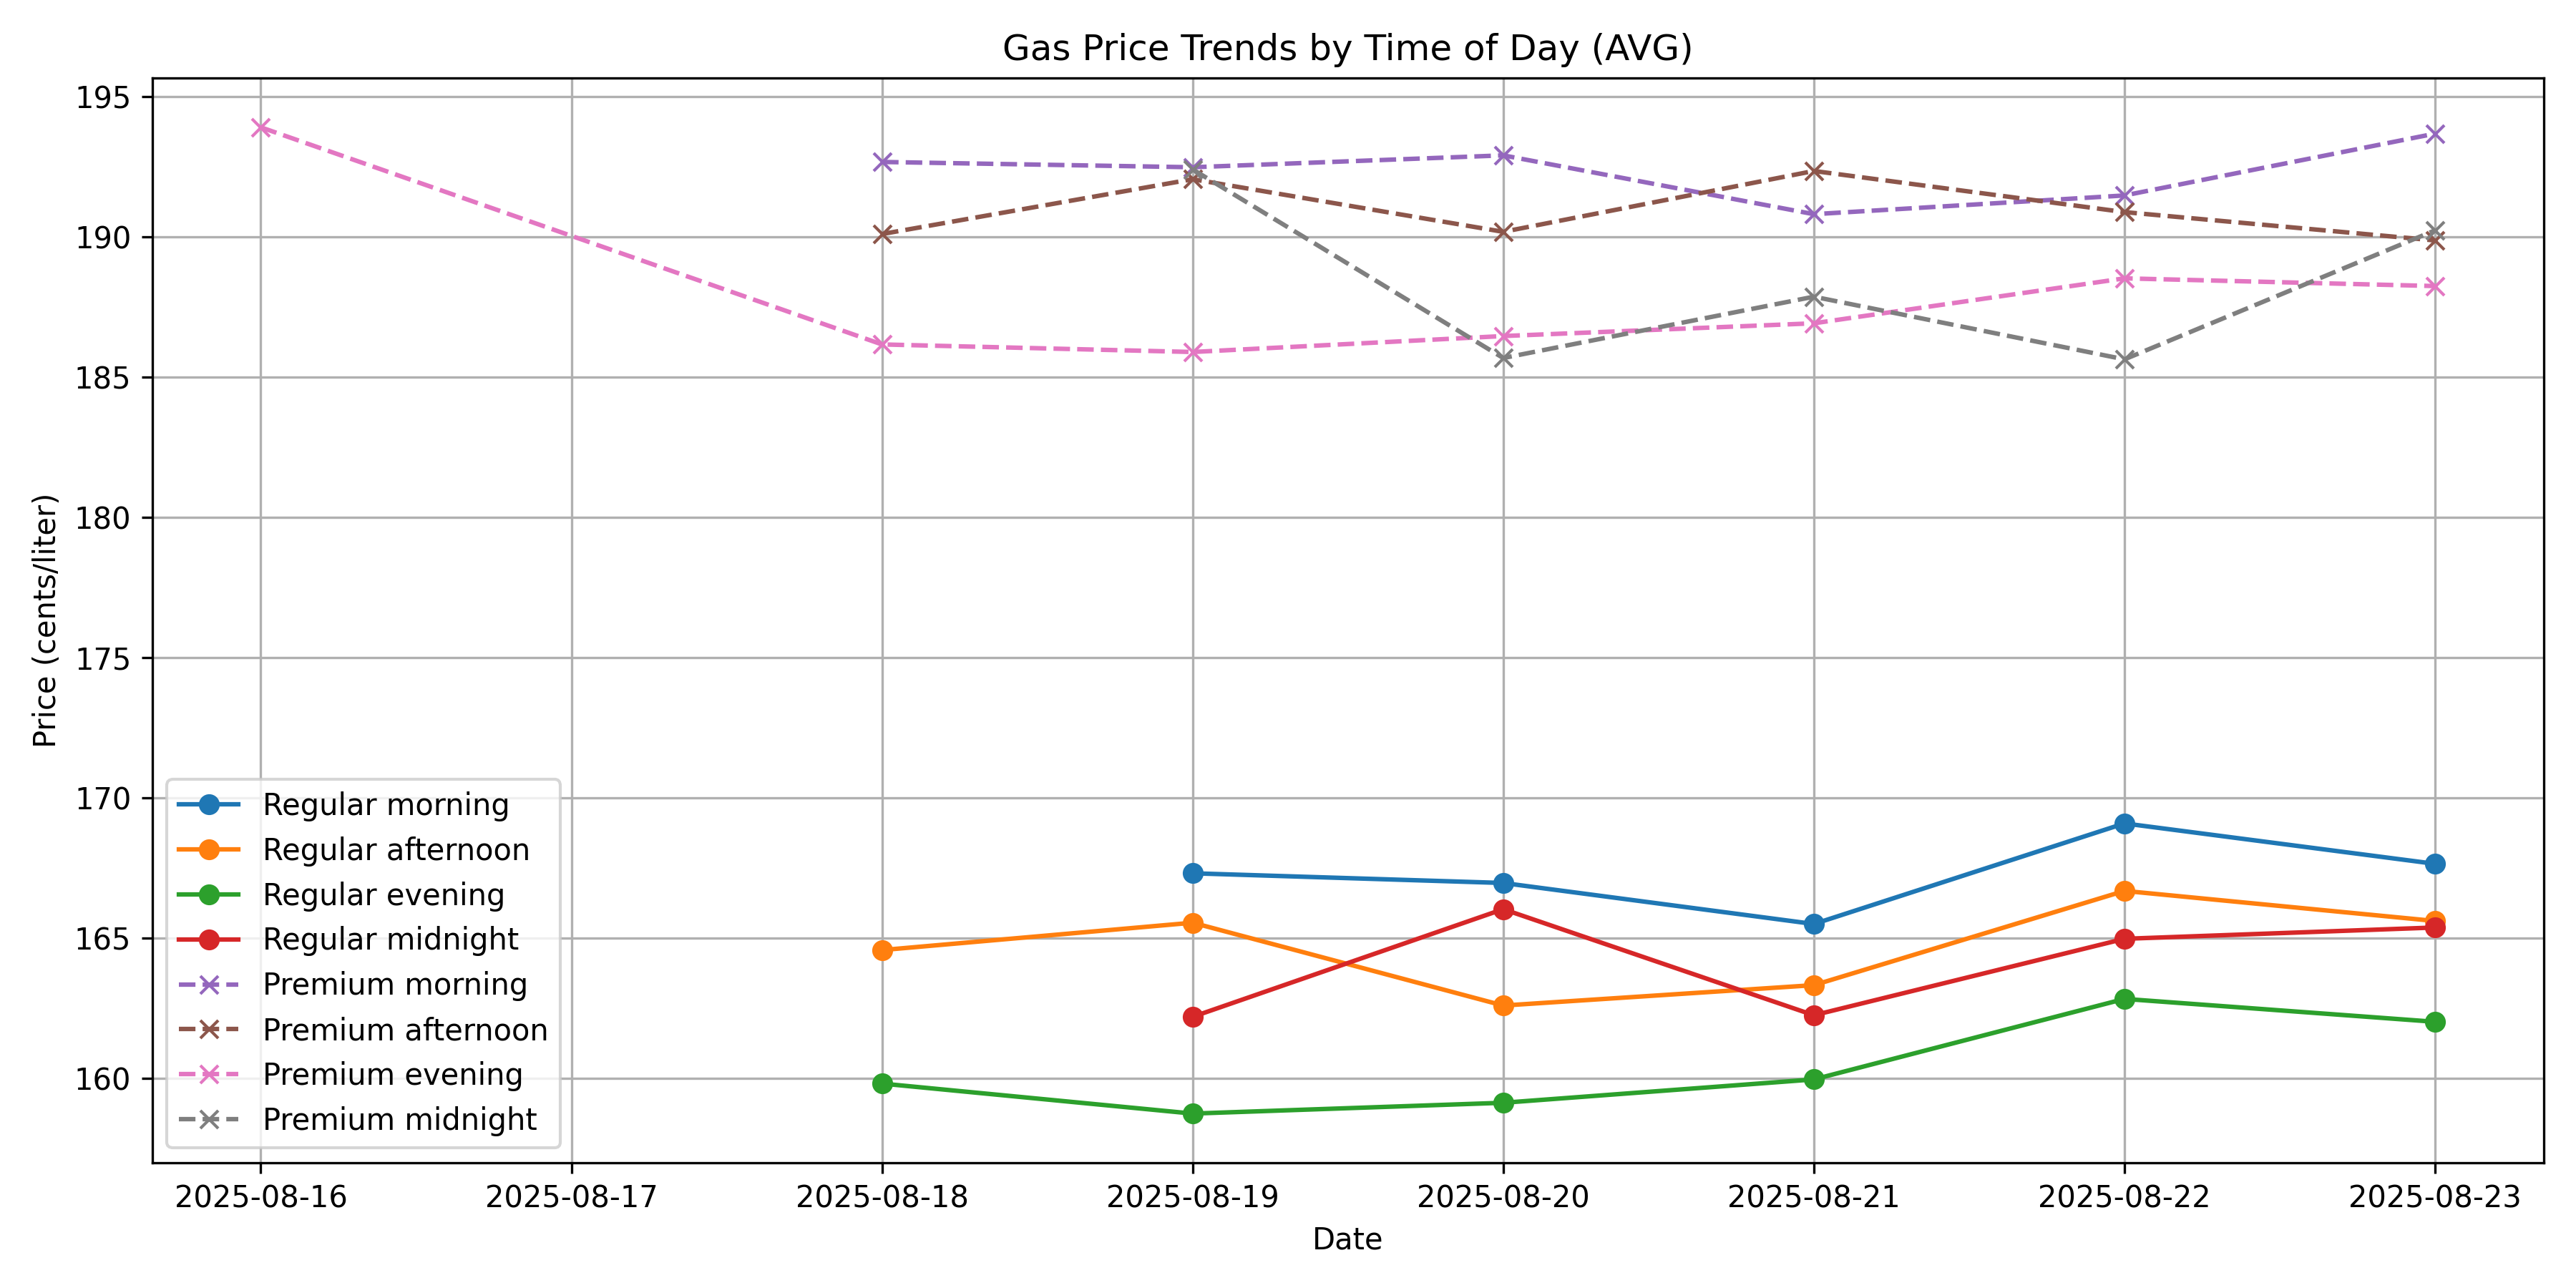 Gas Price Trends by Time of Day (AVG)
195
190
185
180
175
170
165
160
Price (cents/liter)
Regular morning
Regular afternoon
Regular evening
Regular midnight
Premium morning
Premium afternoon
Premium evening
Premium midnight
2025-08-16 2025-08-17 2025-08-18 2025-08-19 2025-08-20 2025-08-21 2025-08-22 2025-08-23
Date